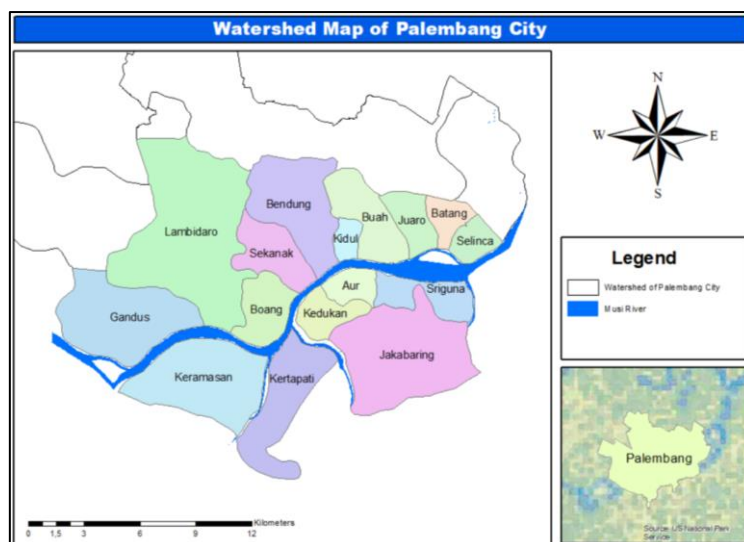 Watershed Map of Palembang City
Bendung
Buah
Juaro
Batang
Lambidaro
Kidul
Selinca
Sekanak
Aur
Sriguna
Boang
Gandus
Kedukan
Jakabaring
Keramasan
Kertapati
Kilometers
0 1,5 3 6 9 12
N
W E
S
Legend
Watershed of Palembang City
Musi River
Palembang
Source: US National Park
Service